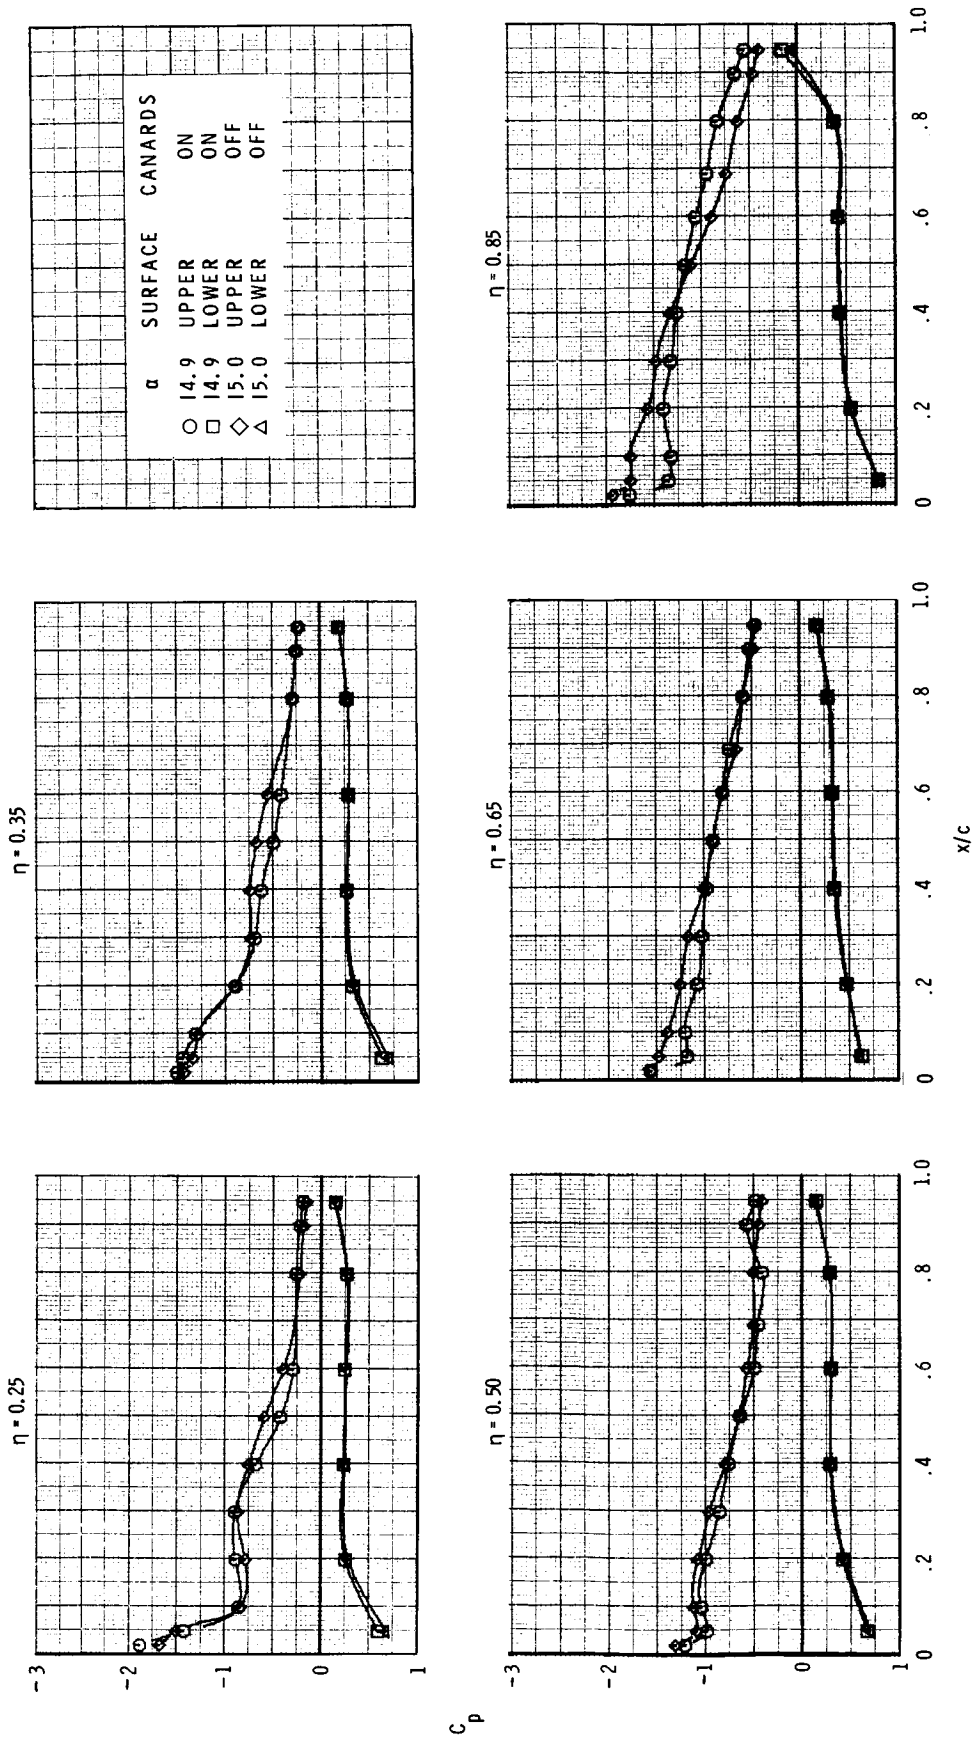 α SURFACE CANARDS
○ 14.9 UPPER ON
□ 14.9 LOWER ON
◇ 15.0 UPPER OFF
△ 15.0 LOWER OFF
η = 0.25
-3
-2
-1
0
1
η = 0.35
Cp
η = 0.50
-3
-2
-1
0
1
0 .2 .4 .6 .8 1.0
η = 0.65
0 .2 .4 .6 .8 1.0
x/c
η = 0.85
0 .2 .4 .6 .8 1.0